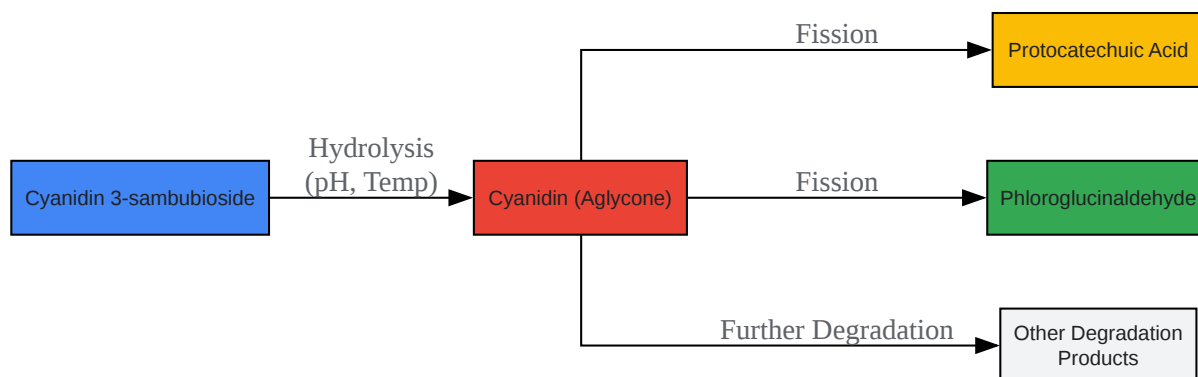 Fission
Protocatechuic Acid
Hydrolysis
(pH, Temp)
Cyanidin 3-sambubioside
Cyanidin (Aglycone)
Fission
Phloroglucinaldehyde
Further Degradation
Other Degradation
Products